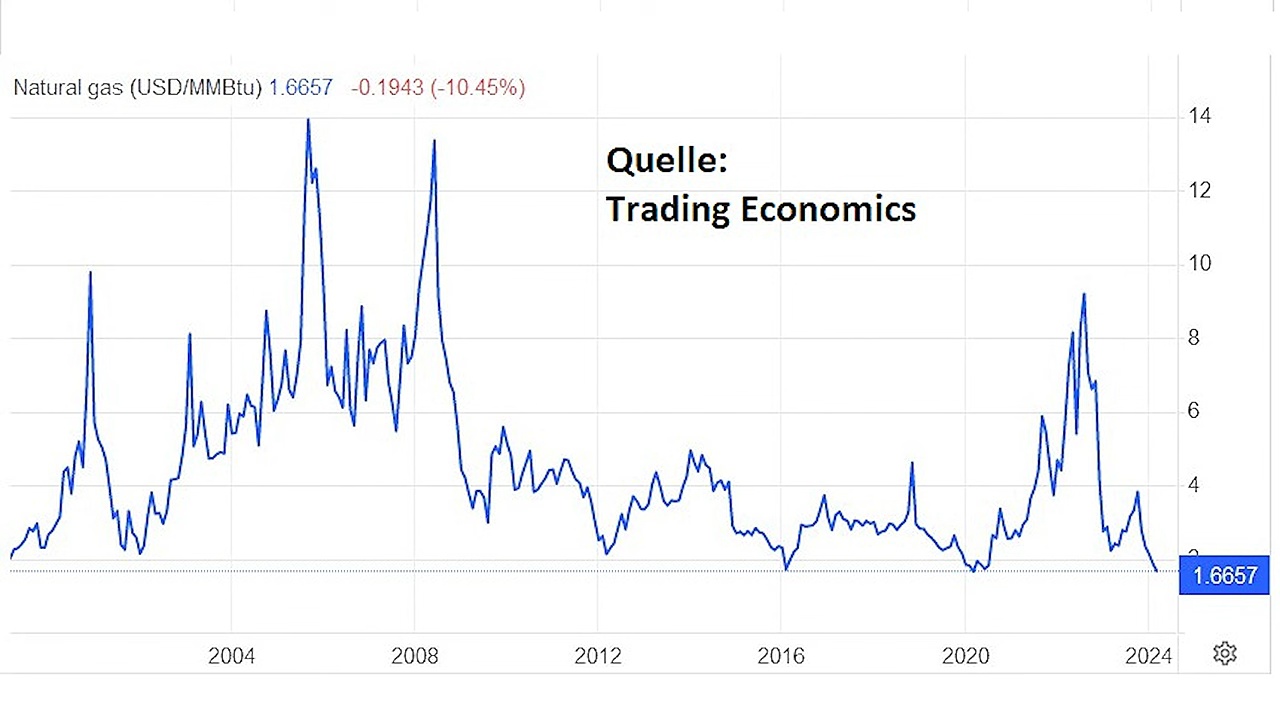 Natural gas (USD/MMBtu) 1.6657 -0.1943 (-10.45%)
Quelle:
Trading Economics
14
12
10
8
6
4
2
1.6657
2004 2008 2012 2016 2020 2024